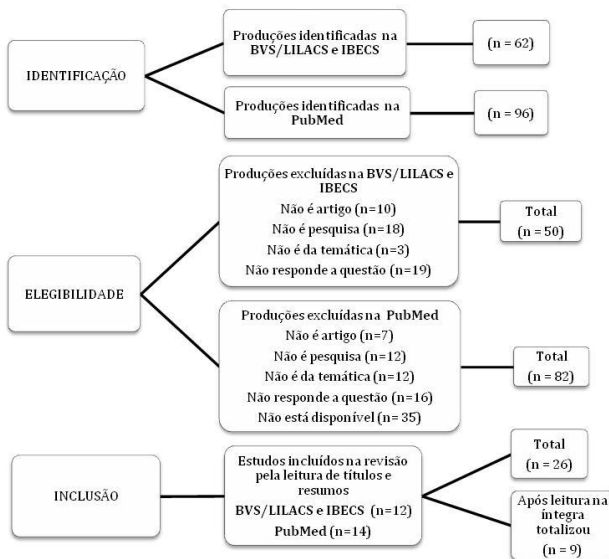 IDENTIFICAÇÃO
Produções identificadas na
BVS/LILACS e IBECS
(n = 62)
Produções identificadas na
PubMed
(n = 96)
ELEGIBILIDADE
Produções excluídas na BVS/LILACS e
IBECS
Não é artigo (n=10)
Não é pesquisa (n=18)
Não é da temática (n=3)
Não responde a questão (n=19)
Total
(n = 50)
Produções excluídas na PubMed
Não é artigo (n=7)
Não é pesquisa (n=12)
Não é da temática (n=12)
Não responde a questão (n=16)
Não está disponível (n=35)
Total
(n = 82)
INCLUSÃO
Estudos incluídos na revisão
pela leitura de títulos e
resumos
BVS/LILACS e IBECS (n=12)
PubMed (n=14)
Total
(n = 26)
Após leitura na
íntegra totalizou
(n = 9)